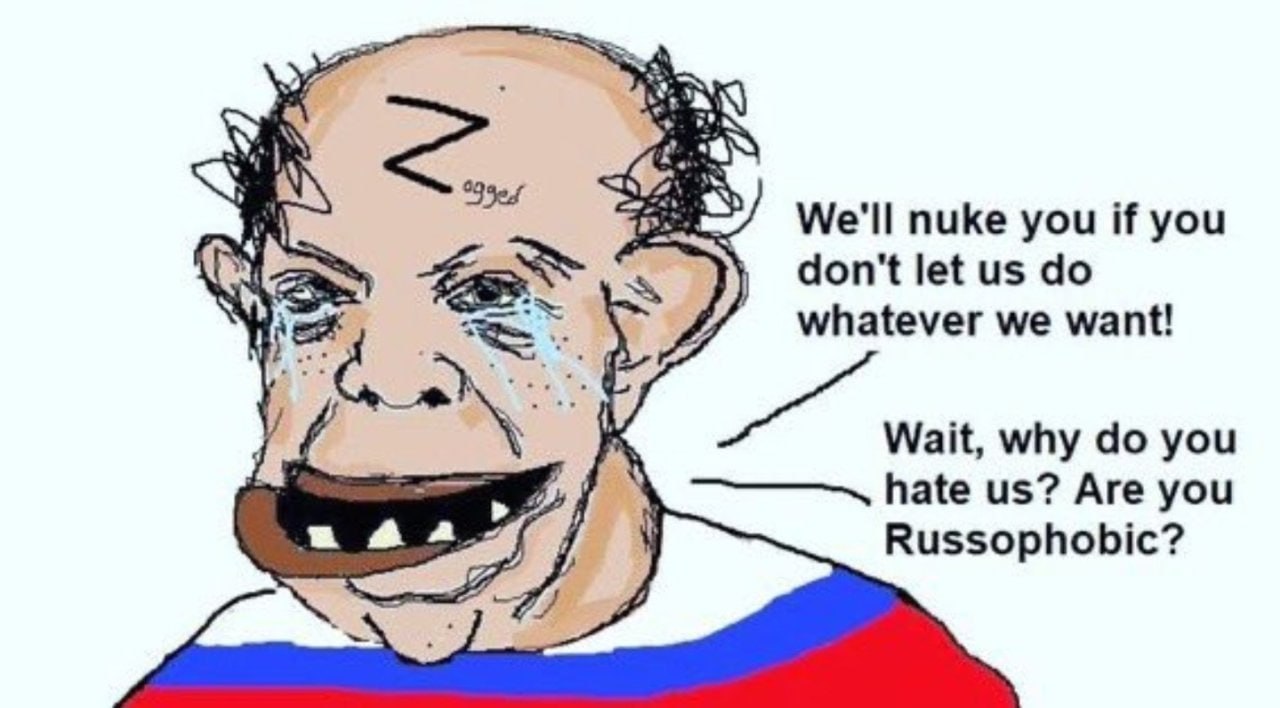 Zogged
We'll nuke you if you
don't let us do
whatever we want!
Wait, why do you
hate us? Are you
Russophobic?